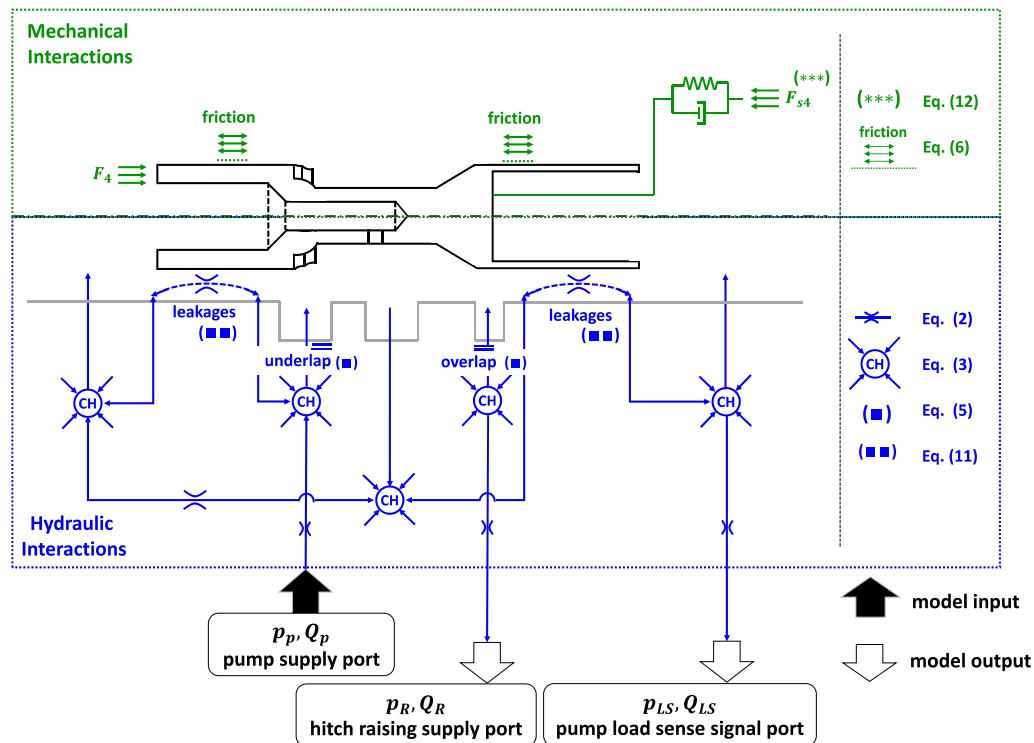 Mechanical
Interactions
friction
friction
F4
(***)
Fs4
(***) Eq. (12)
friction
Eq. (6)
leakages
(■■)
underlap (■)
overlap (■)
leakages
(■■)
CH
CH
CH
CH
CH
Eq. (2)
CH Eq. (3)
(■) Eq. (5)
(■■) Eq. (11)
Hydraulic
Interactions
pp, Qp
pump supply port
pR, QR
hitch raising supply port
pLS, QLS
pump load sense signal port
model input
model output